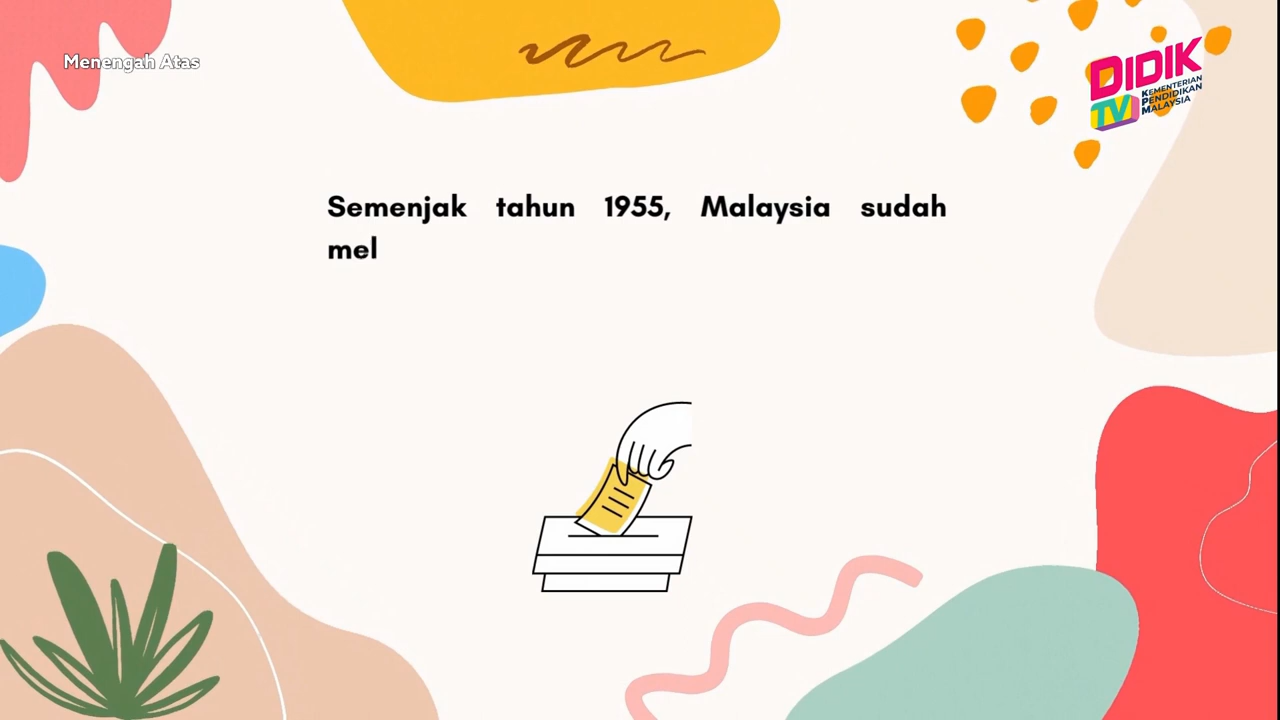 Menengah Atas
DIDIK
TV
KEMENTERIAN
PENDIDIKAN
MALAYSIA
Semenjak tahun 1955, Malaysia sudah
mel